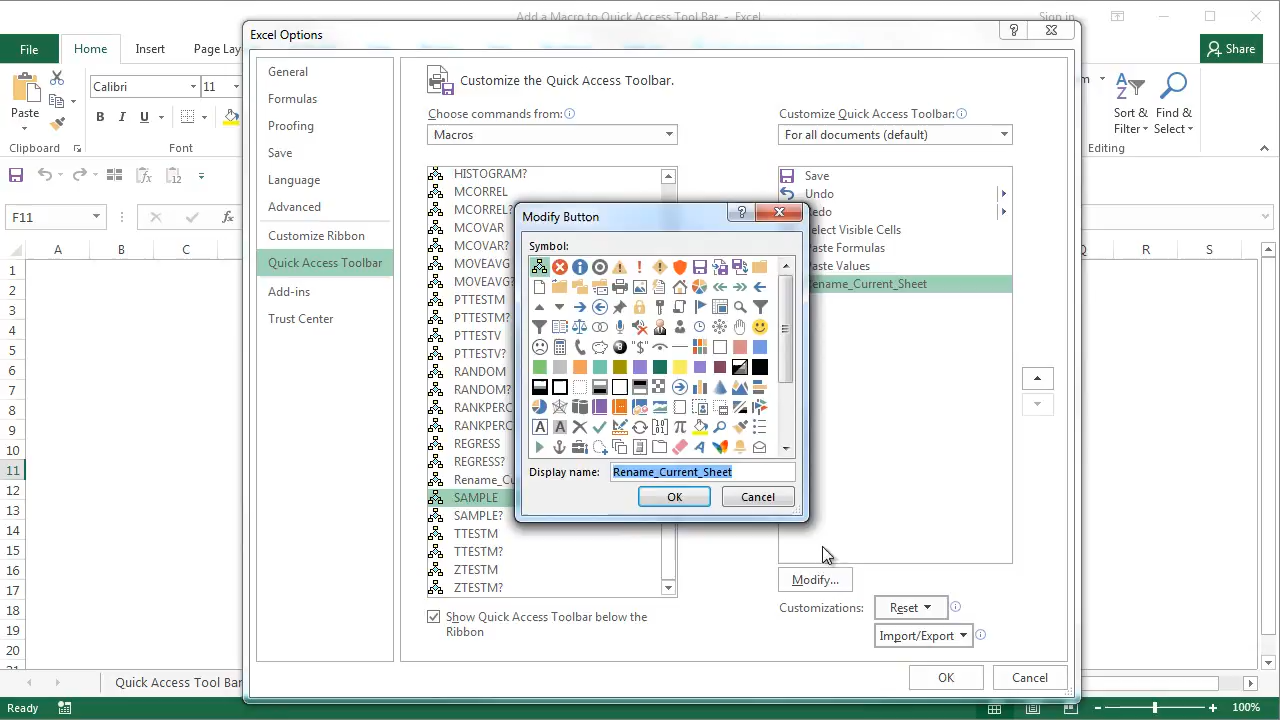 Add a Macro to Quick Access Tool Bar - Excel
Sign in
Excel Options
File
Home
Insert
Page Lay
Share
Calibri
11
Paste
B I U
Clipboard
Font
Sort & Filter
Find & Select
Editing
F11
fx
A B C
Q R S
1
2
3
4
5
6
7
8
9
10
11
12
13
14
15
16
17
18
19
20
21
General
Formulas
Proofing
Save
Language
Advanced
Customize Ribbon
Quick Access Toolbar
Add-ins
Trust Center
Customize the Quick Access Toolbar.
Choose commands from:
Macros
HISTOGRAM?
MCORREL
MCORREL?
MCOVAR
MCOVAR?
MOVEAVG
MOVEAVG?
PTTESTM
PTTESTM?
PTTESTV
PTTESTV?
RANDOM
RANDOM?
RANKPERC
RANKPERC
REGRESS
REGRESS?
Rename_Cu
SAMPLE
SAMPLE?
TTESTM
TTESTM?
ZTESTM
ZTESTM?
Show Quick Access Toolbar below the
Ribbon
Customize Quick Access Toolbar:
For all documents (default)
Save
Undo
edo
elect Visible Cells
aste Formulas
aste Values
ename_Current_Sheet
Modify...
Customizations:
Reset
Import/Export
OK
Cancel
Modify Button
Symbol:
Display name:
Rename_Current_Sheet
OK
Cancel
Quick Access Tool Bar
Ready
100%